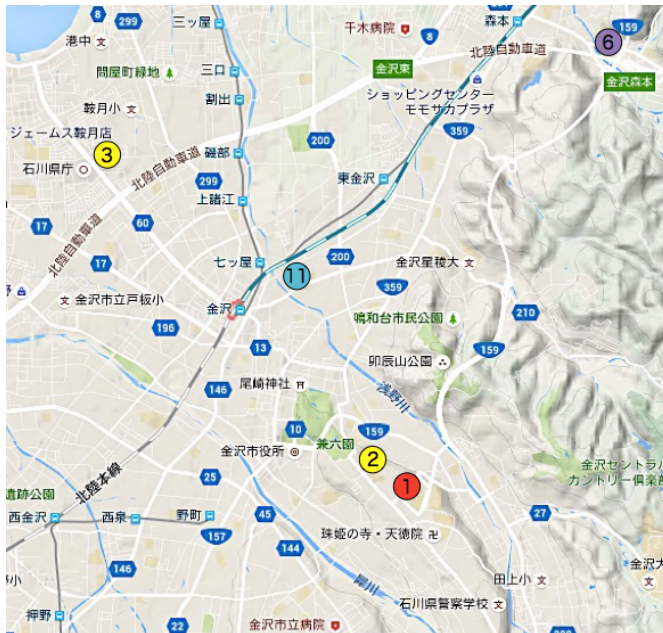 三ツ屋
千木病院
森本
159
8
299
8
6
港中
北陸自動車道
問屋町緑地
三口
金沢東
金沢森本
割出
ショッピングセンター
モモサカプラザ
鞍月小
ジェームス鞍月店
200
359
3
磯部
石川県庁
北陸自動車道
東金沢
299
上諸江
17
60
北陸自動車道
七ッ屋
200
金沢星稜大
17
11
359
野
金沢市立戸板小
金沢
鳴和台市民公園
210
196
13
159
卯辰山公園
146
尾崎神社
浅野川
10
159
兼六園
金沢市役所
2
金沢セントラル
カントリー倶楽部
北陸本線
25
1
遺跡公園
西金沢
西泉
野町
45
27
157
珠姫の寺・天徳院
144
146
犀川
金沢大
小
田上小
石川県警察学校
押野
22
金沢市立病院